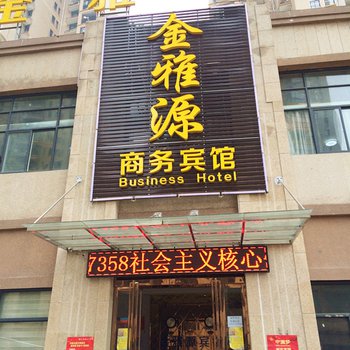 金雅源
商务宾馆
Business Hotel
7358社会主义核心